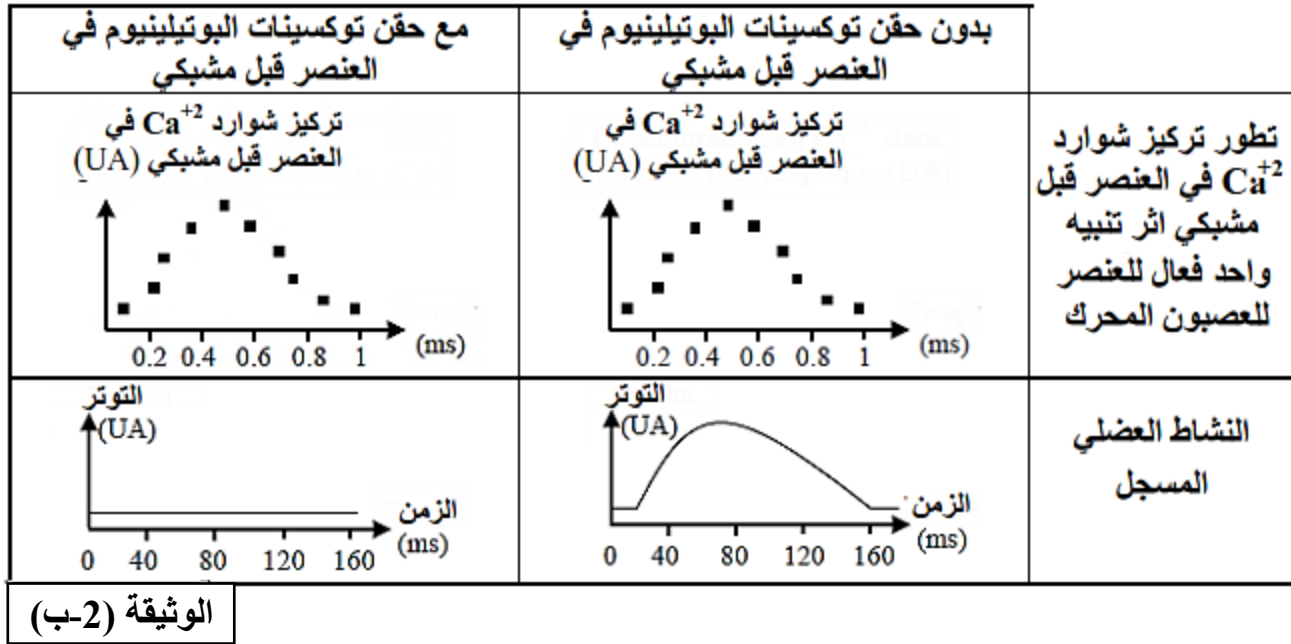 بدون حقن توكسينات البوتيلينيوم في
العنصر قبل مشبكي
مع حقن توكسينات البوتيلينيوم في
العنصر قبل مشبكي
تطور تركيز شوارد
Ca+2 في العنصر قبل
مشبكي اثر تنبيه
واحد فعال للعنصر
للعصبون المحرك
تركيز شوارد Ca+2 في
العنصر قبل مشبكي (UA)
0.2 0.4 0.6 0.8 1
(ms)
تركيز شوارد Ca+2 في
العنصر قبل مشبكي (UA)
0.2 0.4 0.6 0.8 1
(ms)
النشاط العضلي
المسجل
التوتر
(UA)
الزمن
(ms)
0 40 80 120 160
التوتر
(UA)
الزمن
(ms)
0 40 80 120 160
الوثيقة (2-ب)